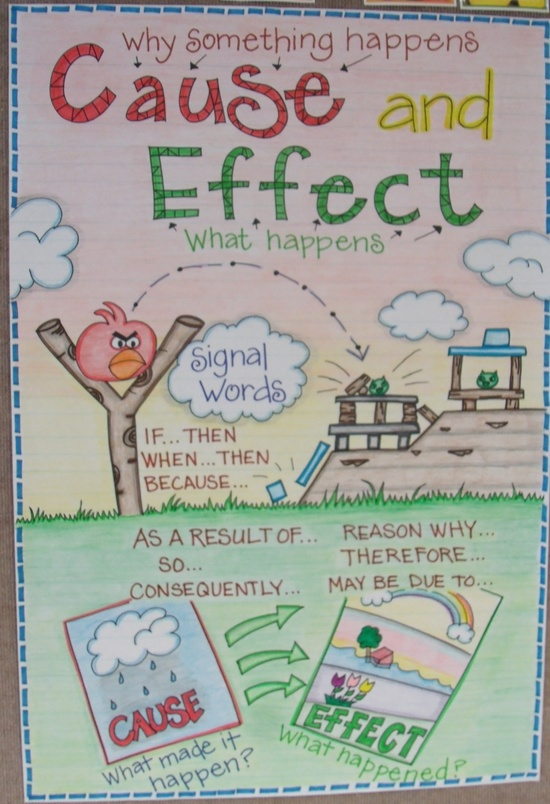 why something happens
Cause and
Effect
What happens
Signal
Words
IF...THEN
WHEN...THEN
BECAUSE...
AS A RESULT OF...
SO...
CONSEQUENTLY...
REASON WHY...
THEREFORE...
MAY BE DUE TO...
CAUSE
What made it
happen?
EFFECT
What happened?